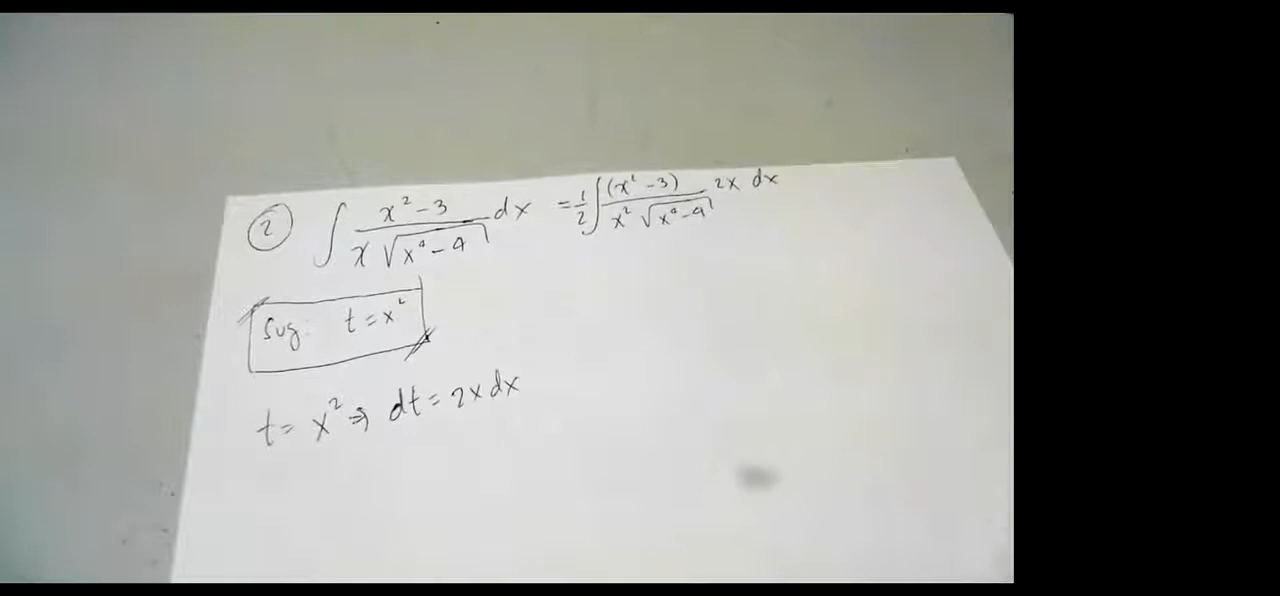 2 ∫ x² - 3 / x √(x⁴ - 4) dx = 1/2 ∫ (x² - 3) / x² √(x⁴ - 4) 2x dx
Sug: t = x²
t = x² ⇒ dt = 2x dx